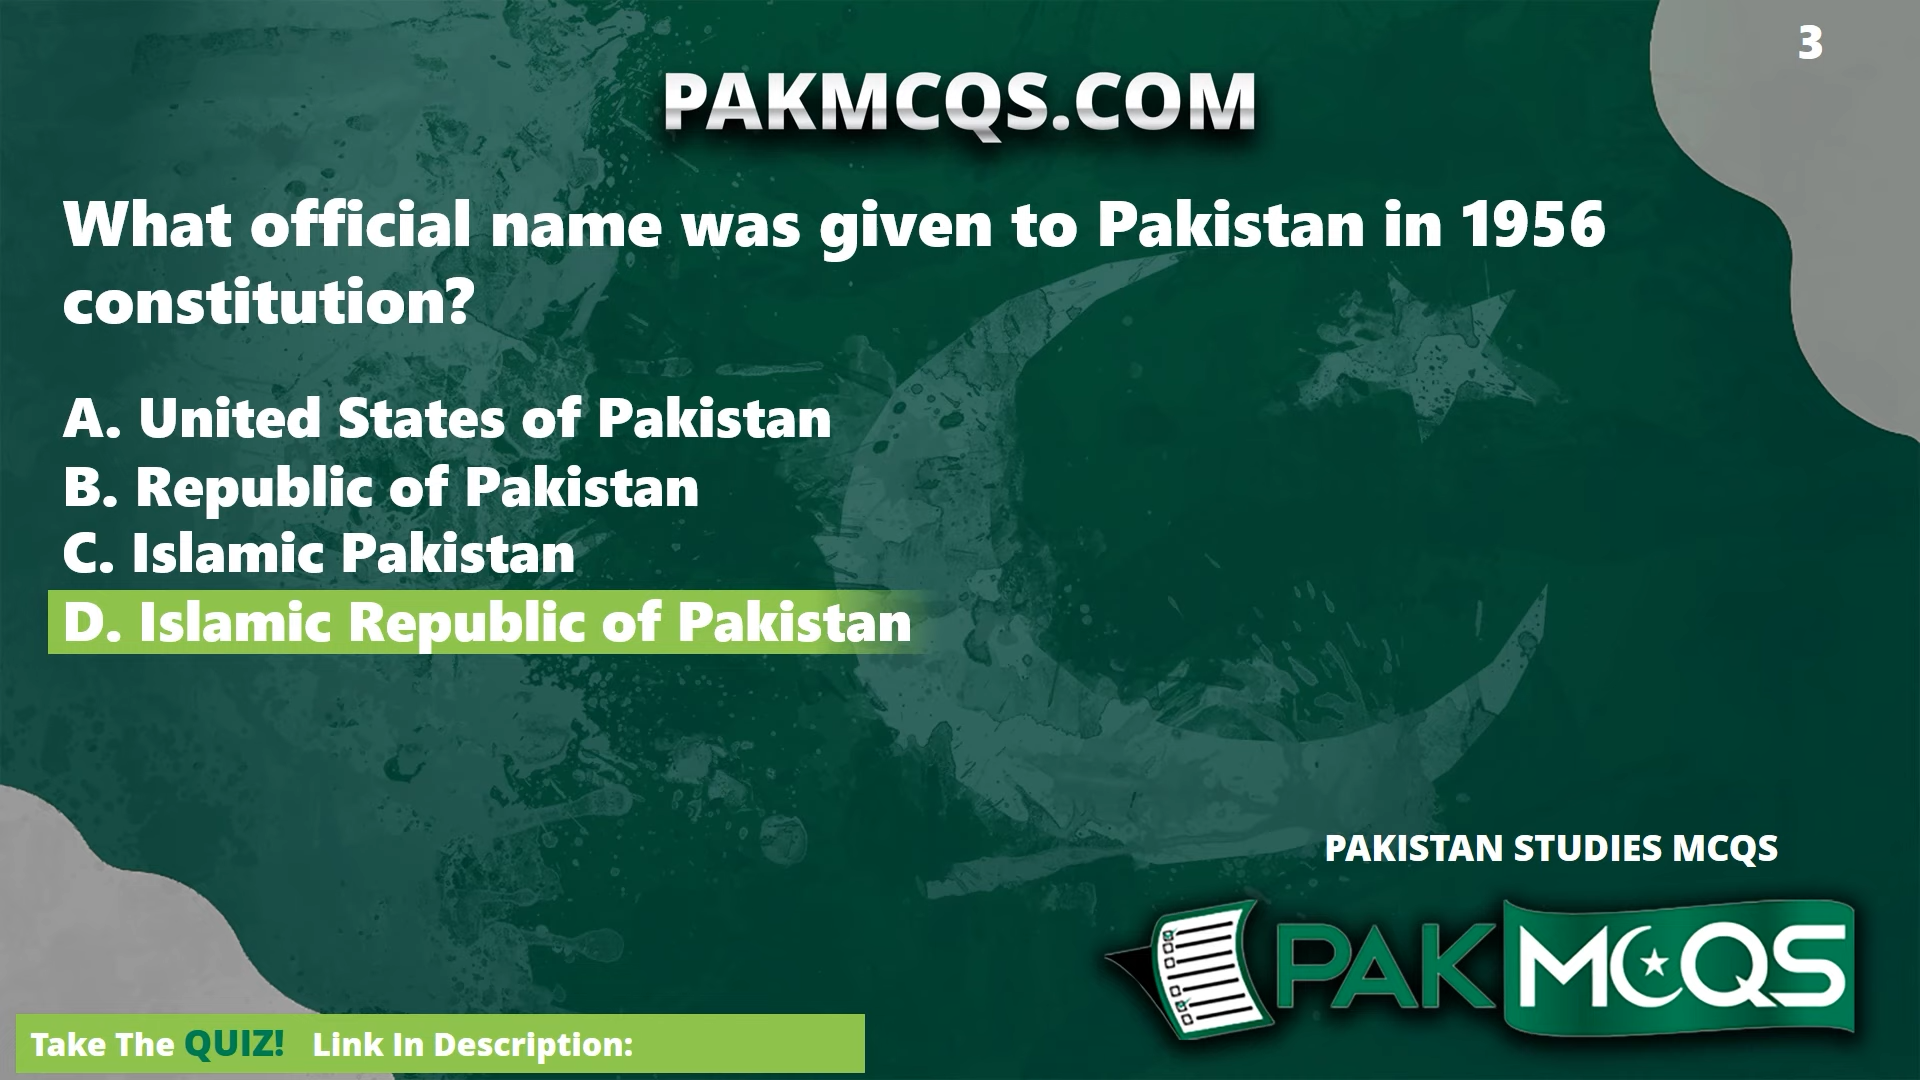 3
PAKMCQS.COM
What official name was given to Pakistan in 1956
constitution?
A. United States of Pakistan
B. Republic of Pakistan
C. Islamic Pakistan
D. Islamic Republic of Pakistan
PAKISTAN STUDIES MCQS
PAKMCQS
Take The QUIZ! Link In Description: